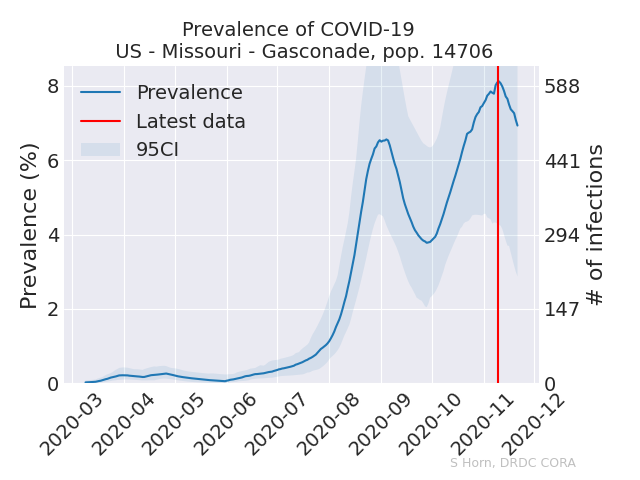 Prevalence of COVID-19
US - Missouri - Gasconade, pop. 14706
Prevalence
Latest data
95CI
Prevalence (%)
8
6
4
2
0
588
441
294
147
0
# of infections
2020-03
2020-04
2020-05
2020-06
2020-07
2020-08
2020-09
2020-10
2020-11
2020-12
S Horn, DRDC CORA